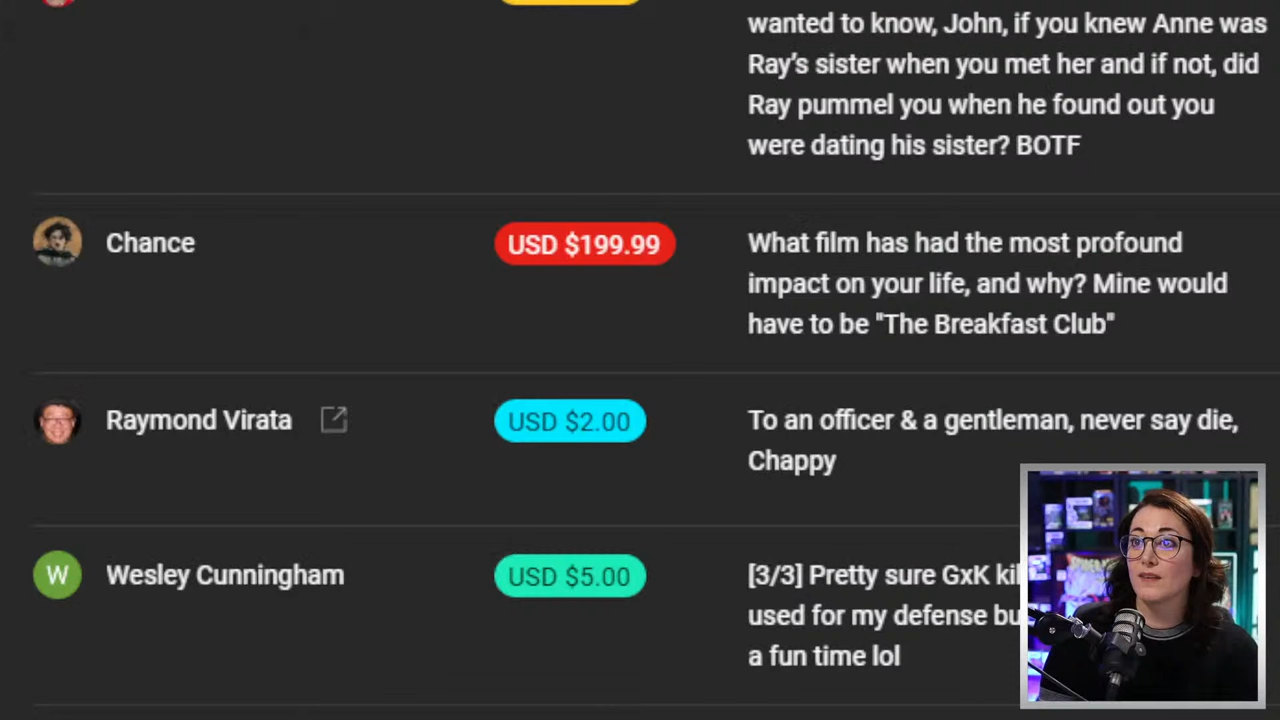 wanted to know, John, if you knew Anne was
Ray's sister when you met her and if not, did
Ray pummel you when he found out you
were dating his sister? BOTF
Chance
USD $199.99
What film has had the most profound
impact on your life, and why? Mine would
have to be "The Breakfast Club"
Raymond Virata
USD $2.00
To an officer & a gentleman, never say die,
Chappy
W
Wesley Cunningham
USD $5.00
[3/3] Pretty sure GxK
used for my defense
a fun time lol